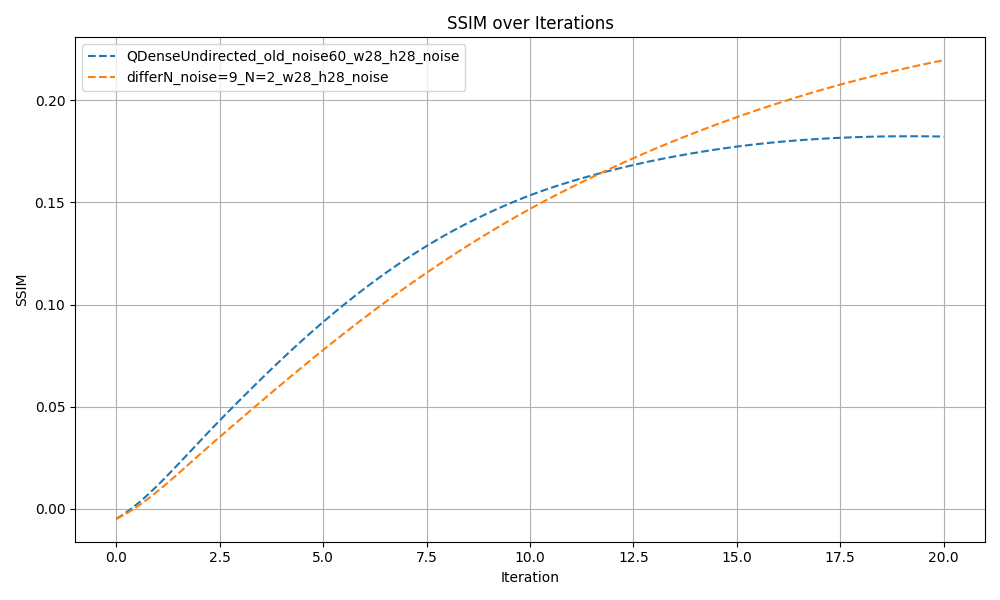 SSIM over Iterations
QDenseUndirected_old_noise60_w28_h28_noise
differN_noise=9_N=2_w28_h28_noise
SSIM
0.20
0.15
0.10
0.05
0.00
0.0 2.5 5.0 7.5 10.0 12.5 15.0 17.5 20.0
Iteration